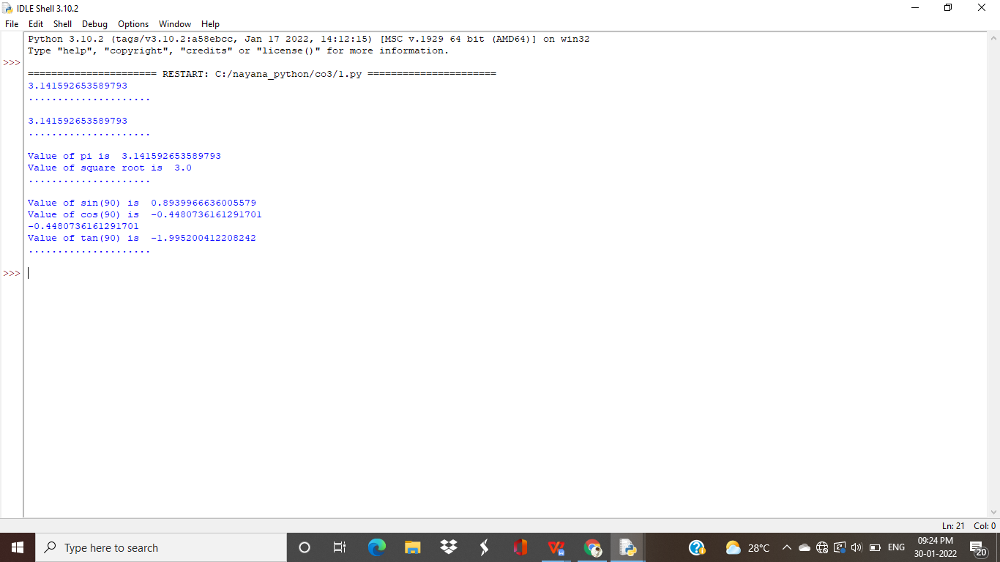 IDLE Shell 3.10.2
File Edit Shell Debug Options Window Help
Python 3.10.2 (tags/v3.10.2:a58ebcc, Jan 17 2022, 14:12:15) [MSC v.1929 64 bit (AMD64)] on win32
Type "help", "copyright", "credits" or "license()" for more information.
>>>
====================== RESTART: C:/nayana_python/co3/1.py ======================
3.141592653589793
.....................
3.141592653589793
.....................
Value of pi is  3.141592653589793
Value of square root is  3.0
.....................
Value of sin(90) is  0.8939966636005579
Value of cos(90) is  -0.4480736161291701
-0.4480736161291701
Value of tan(90) is  -1.995200412208242
.....................
>>>
Ln: 21 Col: 0
Type here to search
28°C
ENG
09:24 PM
30-01-2022
20